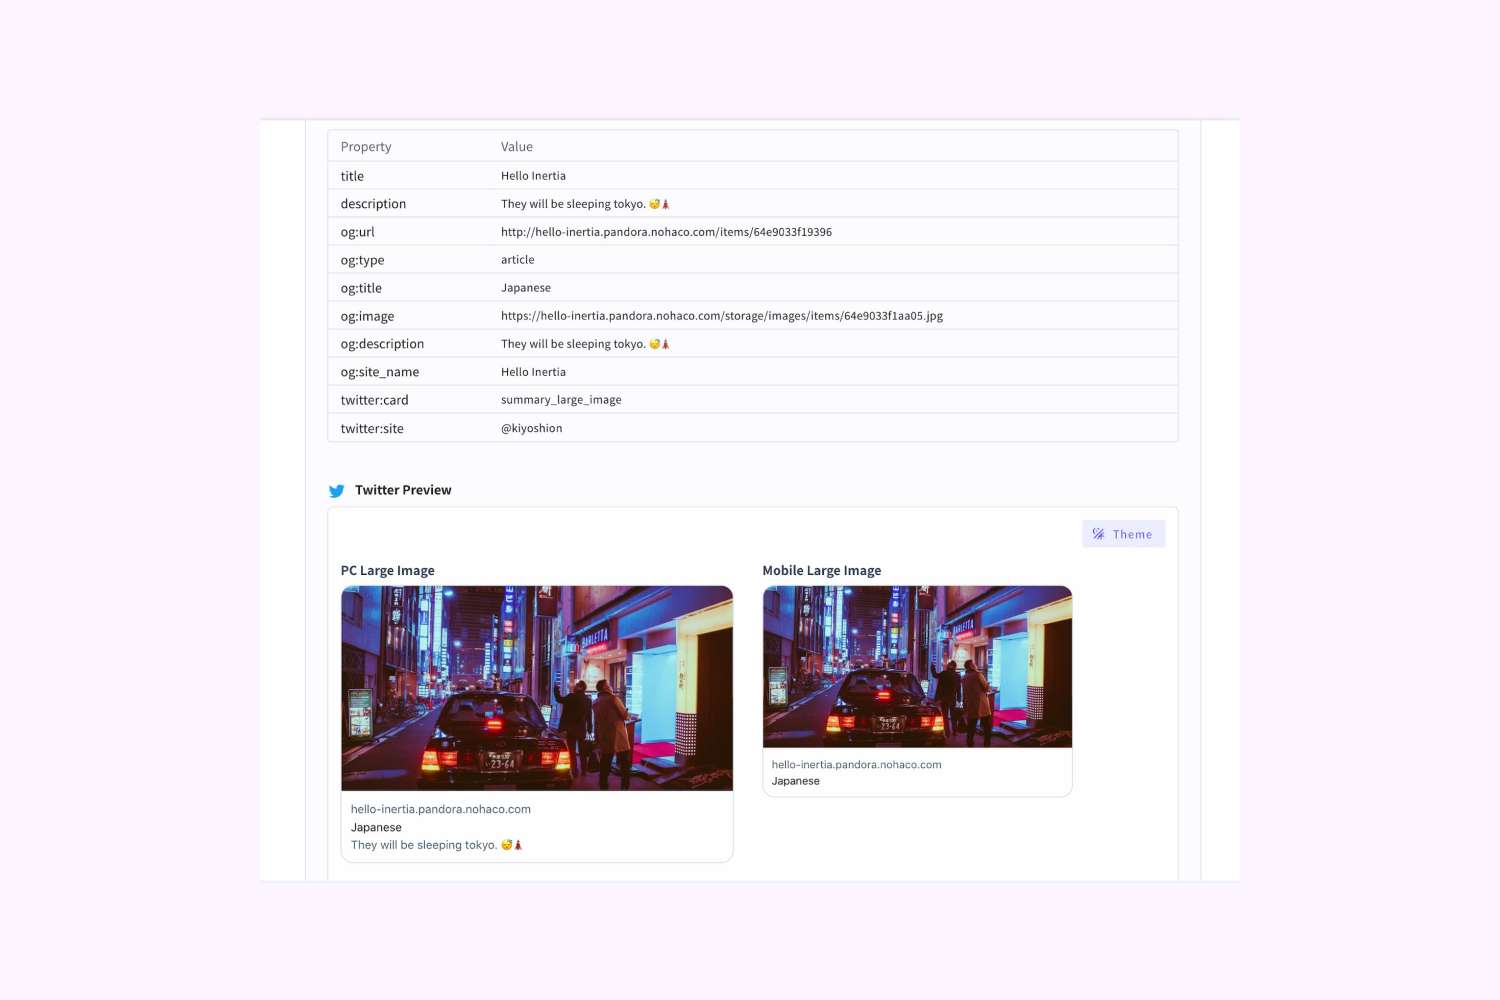 Property Value
title Hello Inertia
description They will be sleeping tokyo. 😴🗼
og:url http://hello-inertia.pandora.nohaco.com/items/64e9033f19396
og:type article
og:title Japanese
og:image https://hello-inertia.pandora.nohaco.com/storage/images/items/64e9033f1aa05.jpg
og:description They will be sleeping tokyo. 😴🗼
og:site_name Hello Inertia
twitter:card summary_large_image
twitter:site @kiyoshion
Twitter Preview
Theme
PC Large Image
BARLETTA
23-64
hello-inertia.pandora.nohaco.com
Japanese
They will be sleeping tokyo. 😴🗼
Mobile Large Image
BARLETTA
23-64
hello-inertia.pandora.nohaco.com
Japanese